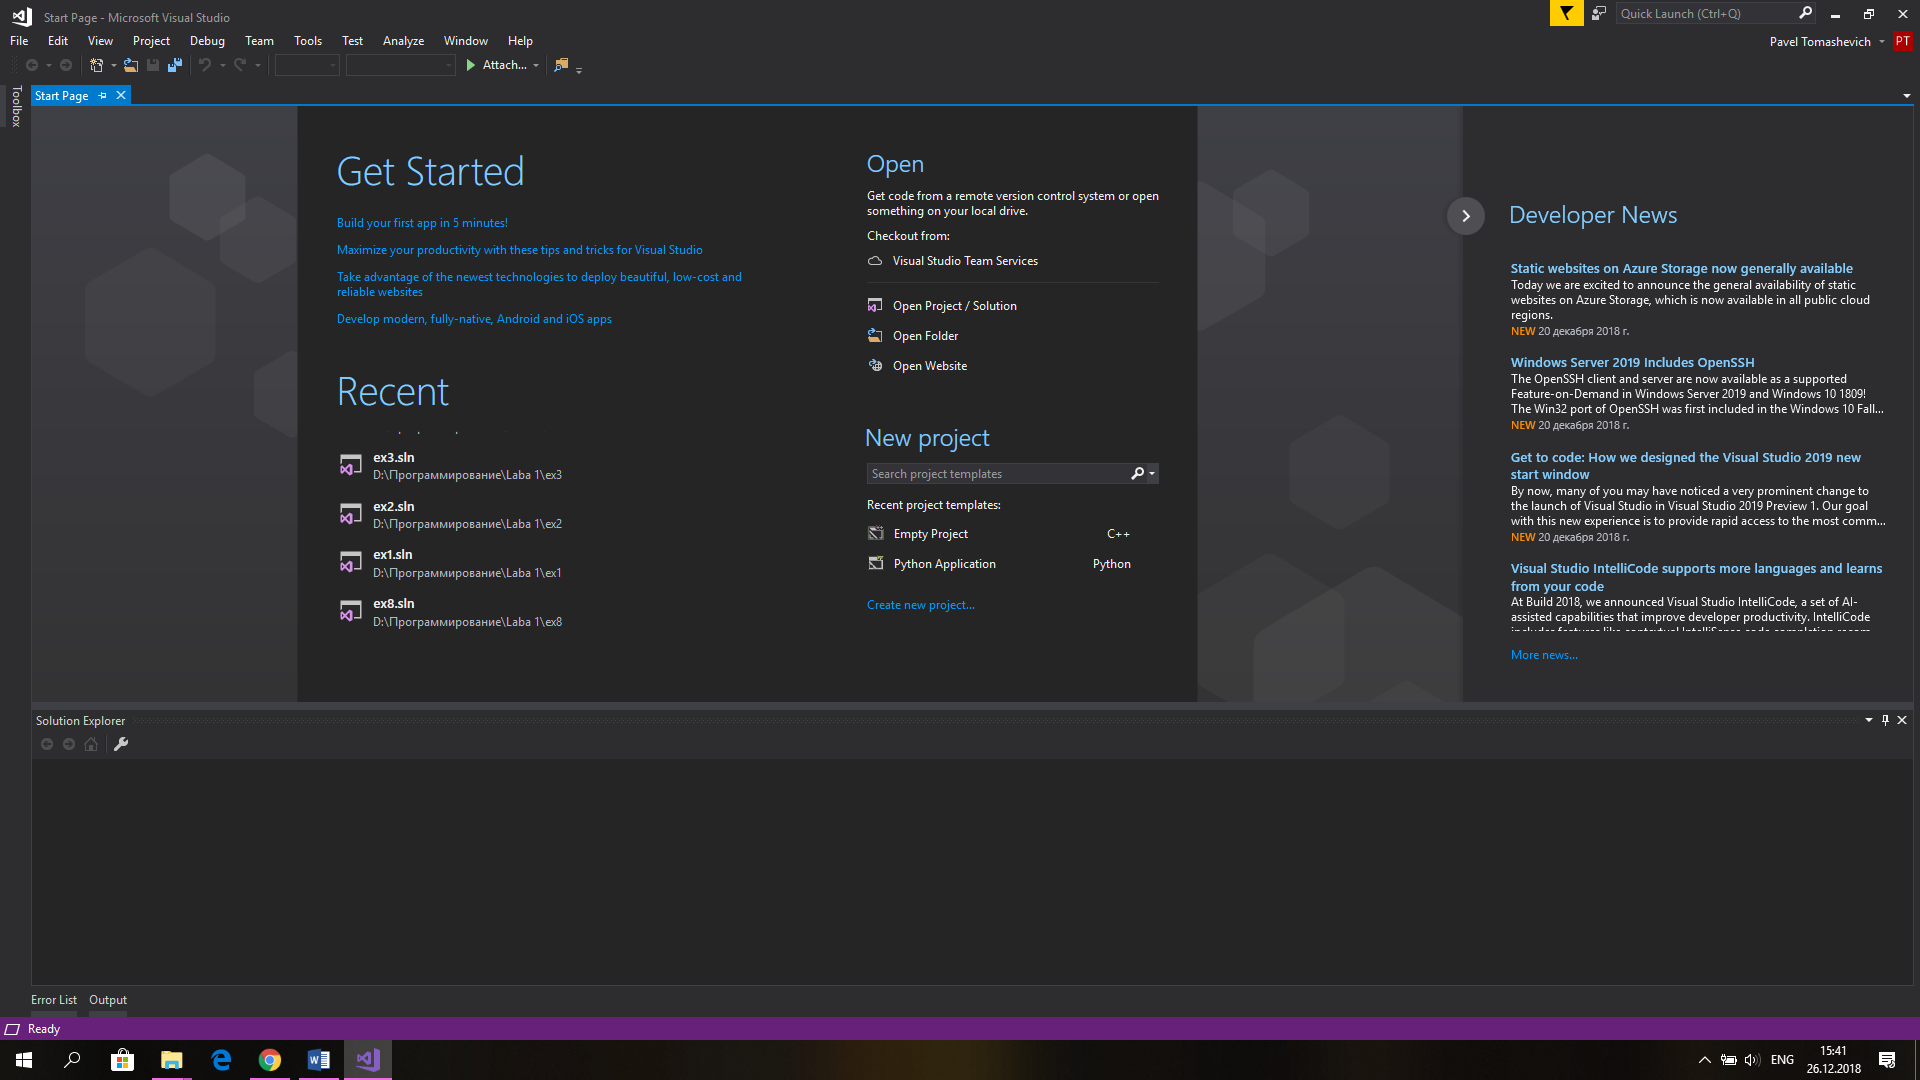 Start Page - Microsoft Visual Studio
Quick Launch (Ctrl+Q)
File Edit View Project Debug Team Tools Test Analyze Window Help
Pavel Tomashevich PT
Attach...
Toolbox
Start Page
Get Started
Build your first app in 5 minutes!
Maximize your productivity with these tips and tricks for Visual Studio
Take advantage of the newest technologies to deploy beautiful, low-cost and
reliable websites
Develop modern, fully-native, Android and iOS apps
Recent
ex3.sln
D:\Программирование\Laba 1\ex3
ex2.sln
D:\Программирование\Laba 1\ex2
ex1.sln
D:\Программирование\Laba 1\ex1
ex8.sln
D:\Программирование\Laba 1\ex8
Open
Get code from a remote version control system or open
something on your local drive.
Checkout from:
Visual Studio Team Services
Open Project / Solution
Open Folder
Open Website
New project
Search project templates
Recent project templates:
Empty Project C++
Python Application Python
Create new project...
Developer News
Static websites on Azure Storage now generally available
Today we are excited to announce the general availability of static
websites on Azure Storage, which is now available in all public cloud
regions.
NEW 20 декабря 2018 г.
Windows Server 2019 Includes OpenSSH
The OpenSSH client and server are now available as a supported
Feature-on-Demand in Windows Server 2019 and Windows 10 1809!
The Win32 port of OpenSSH was first included in the Windows 10 Fall...
NEW 20 декабря 2018 г.
Get to code: How we designed the Visual Studio 2019 new
start window
By now, many of you may have noticed a very prominent change to
the launch of Visual Studio in Visual Studio 2019 Preview 1. Our goal
with this new experience is to provide rapid access to the most comm...
NEW 20 декабря 2018 г.
Visual Studio IntelliCode supports more languages and learns
from your code
At Build 2018, we announced Visual Studio IntelliCode, a set of AI-
assisted capabilities that improve developer productivity. IntelliCode
More news...
Solution Explorer
Error List Output
Ready
ENG
15:41
26.12.2018